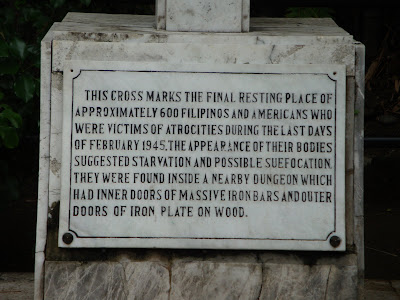 THIS CROSS MARKS THE FINAL RESTING PLACE OF
APPROXIMATELY 600 FILIPINOS AND AMERICANS WHO
WERE VICTIMS OF ATROCITIES DURING THE LAST DAYS
OF FEBRUARY 1945. THE APPEARANCE OF THEIR BODIES
SUGGESTED STARVATION AND POSSIBLE SUEFOCATION.
THEY WERE FOUND INSIDE A NEARBY DUNGEON WHICH
HAD INNER DOORS OF MASSIVE IRON BARS AND OUTER
DOORS OF IRON PLATE ON WOOD.